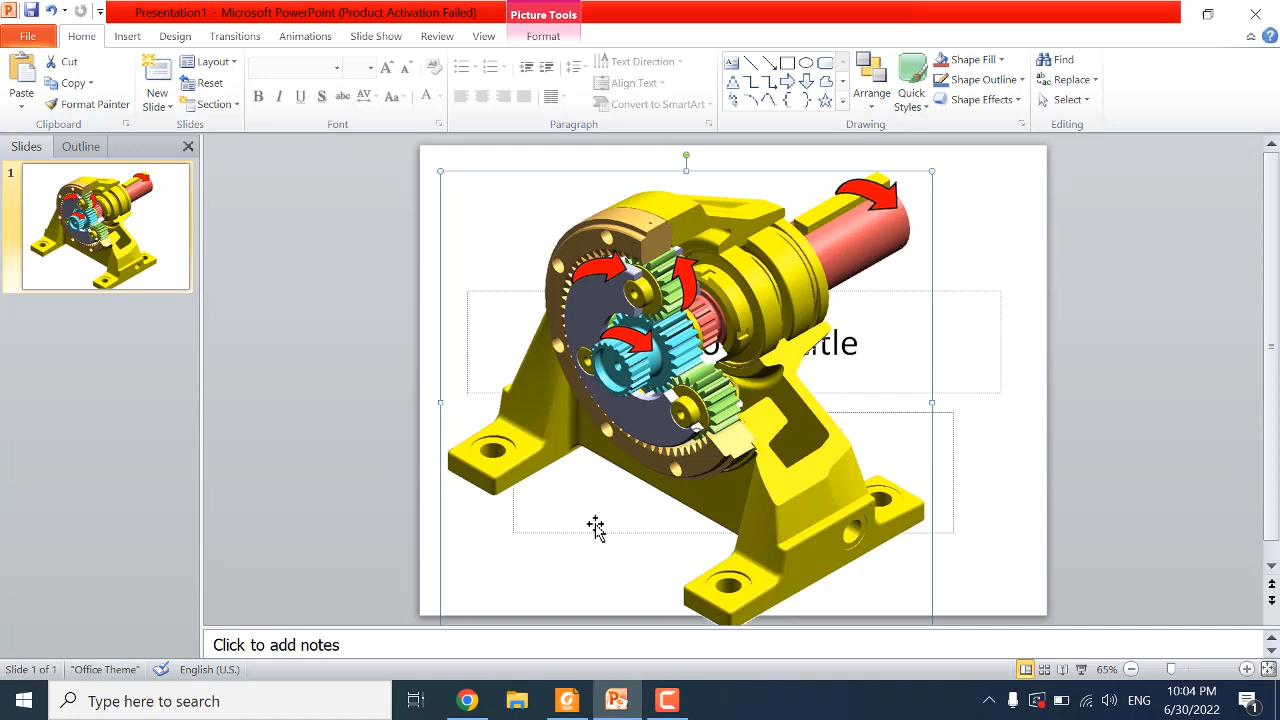 Presentation1 - Microsoft PowerPoint (Product Activation Failed)
Picture Tools
File Home Insert Design Transitions Animations Slide Show Review View Format
Paste
Cut
Copy
Format Painter
Clipboard
New Slide
Layout
Reset
Section
Slides
B I U S abc AV Aa A
Font
Text Direction
Align Text
Convert to SmartArt
Paragraph
Arrange
Quick Styles
Shape Fill
Shape Outline
Shape Effects
Drawing
Find
Replace
Select
Editing
Slides Outline
1
Click to add notes
Slide 1 of 1
"Office Theme"
English (U.S.)
65%
Type here to search
ENG
10:04 PM
6/30/2022
1